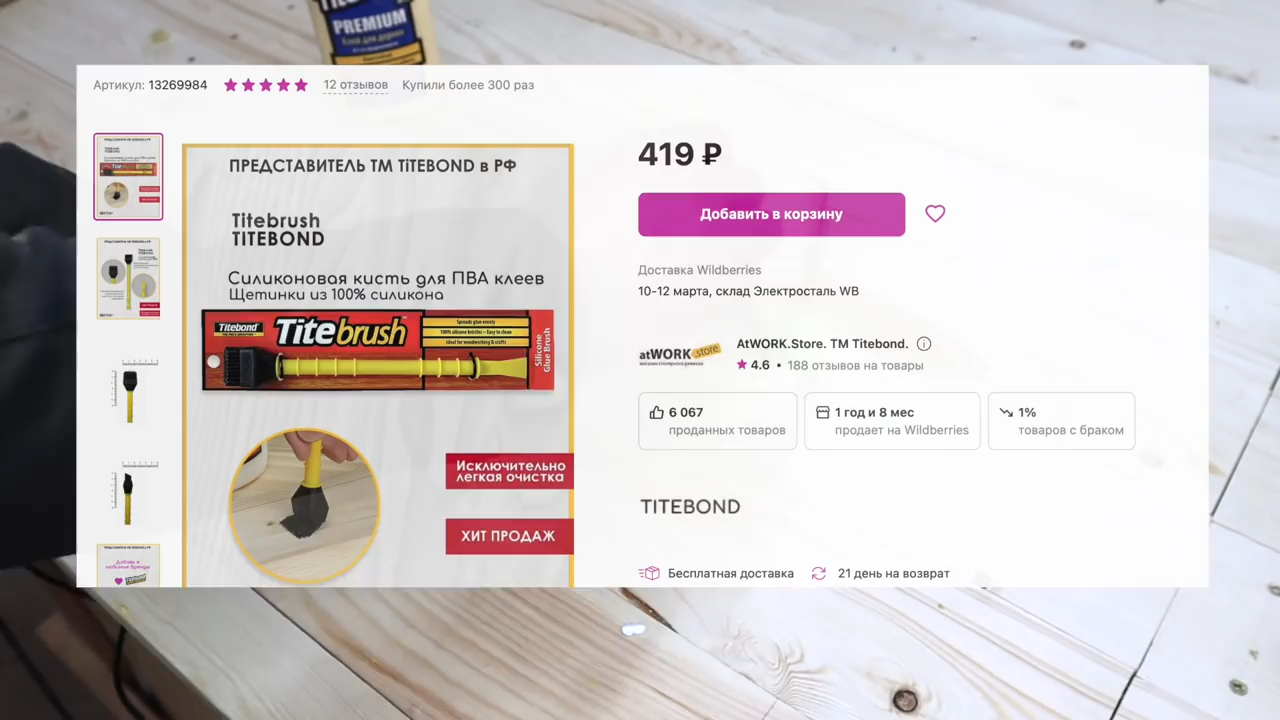 PREMIUM
Клей для дерева
Артикул: 13269984
12 отзывов
Купили более 300 раз
ПРЕДСТАВИТЕЛЬ ТМ TiTEBOND в РФ
Titebrush
TITEBOND
Силиконовая кисть для ПВА клеев
Щетинки из 100% силикона
Titebond
Titebrush
Spreads glue evenly
100% silicone bristles – Easy to clean
Ideal for woodworking & crafts
Silicone
Glue Brush
Исключительно
легкая очистка
ХИТ ПРОДАЖ
419 ₽
Добавить в корзину
Доставка Wildberries
10-12 марта, склад Электросталь WB
atWORK.store
AtWORK.Store. TM Titebond.
4.6 • 188 отзывов на товары
6 067
проданных товаров
1 год и 8 мес
продает на Wildberries
1%
товаров с браком
TITEBOND
Бесплатная доставка
21 день на возврат